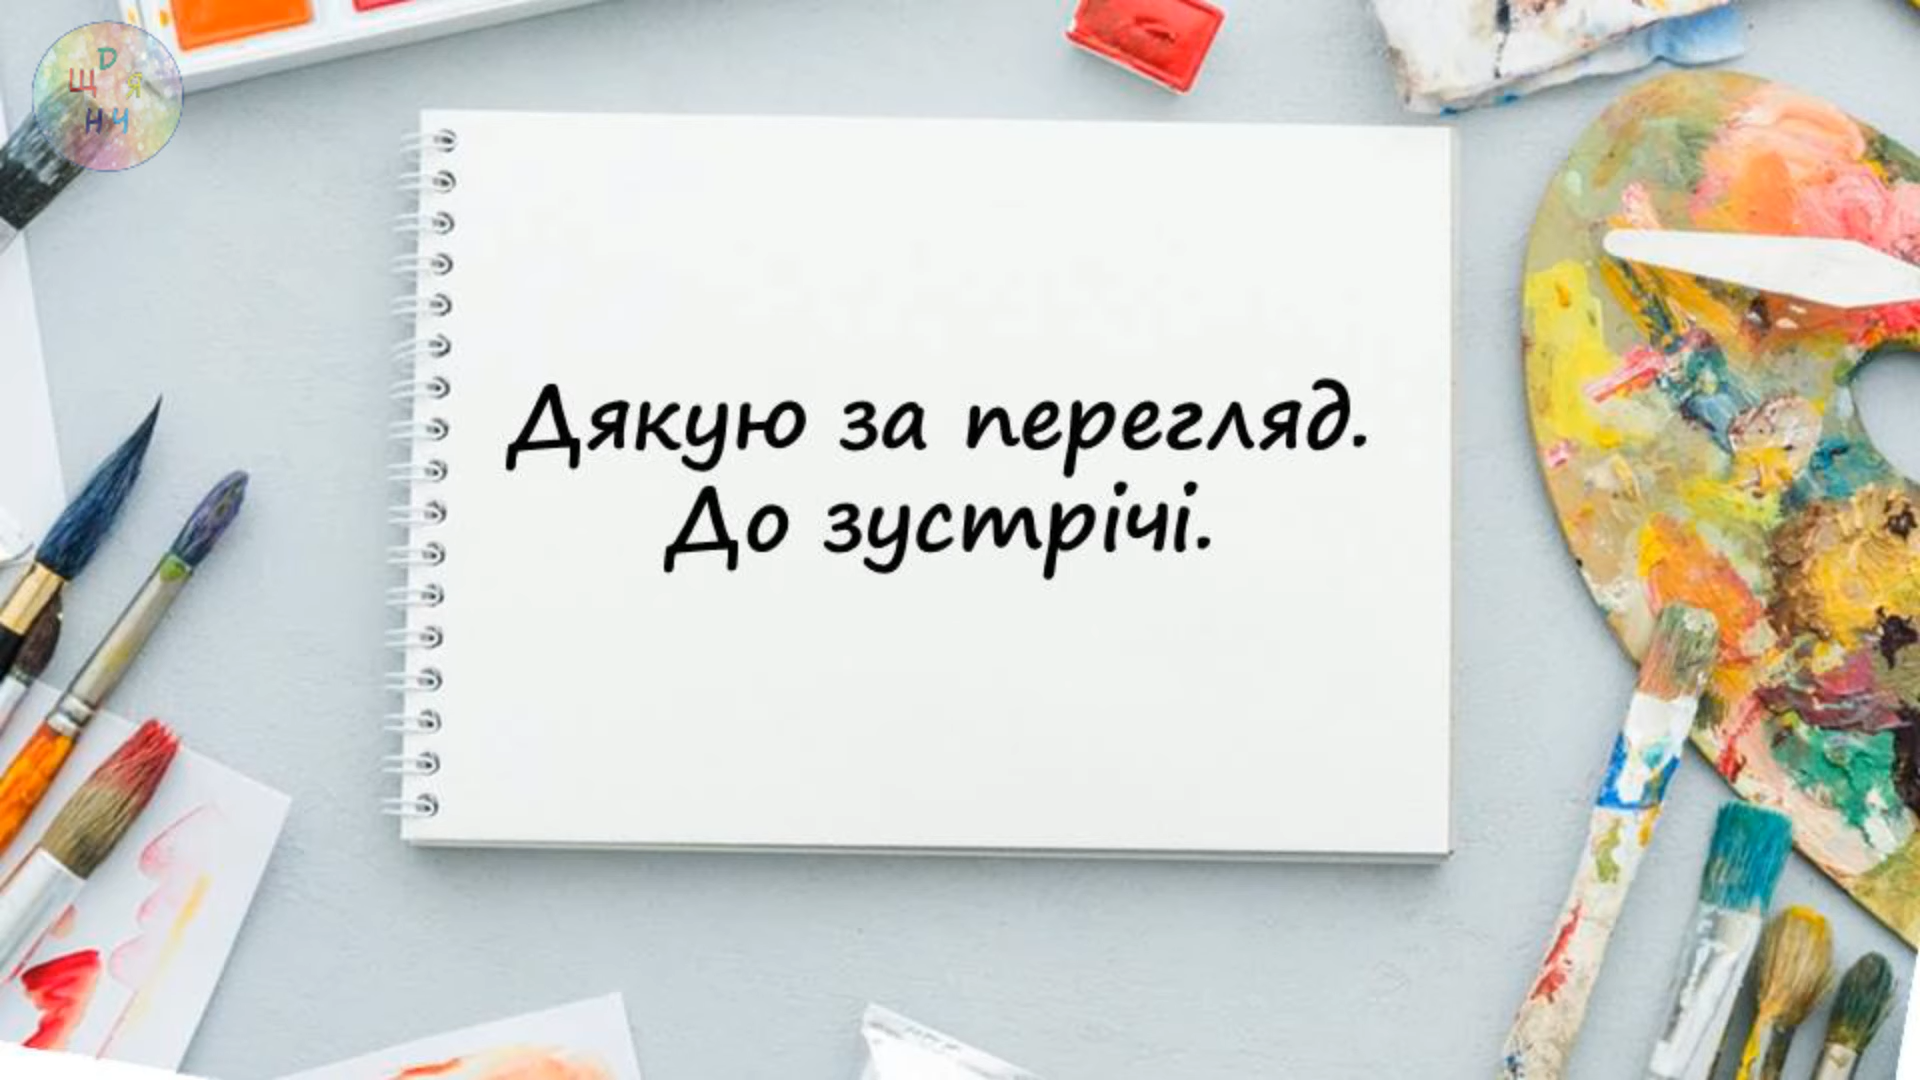 Д
Щ Я
Н Ч
Дякую за перегляд.
До зустрічі.